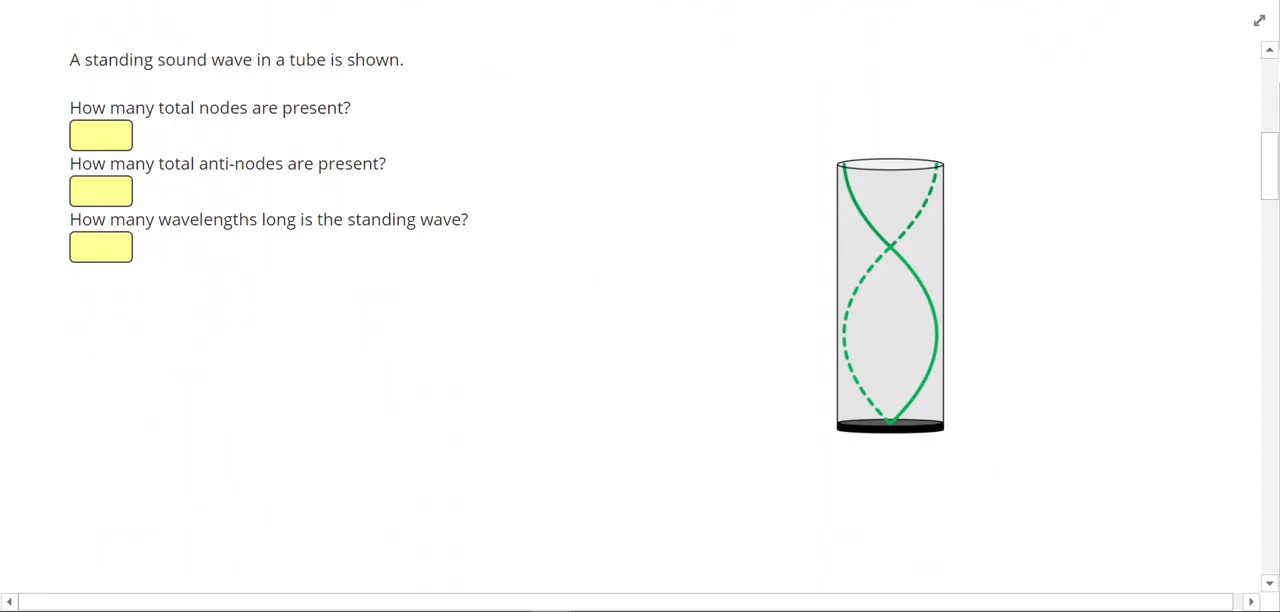 A standing sound wave in a tube is shown.
How many total nodes are present?
How many total anti-nodes are present?
How many wavelengths long is the standing wave?